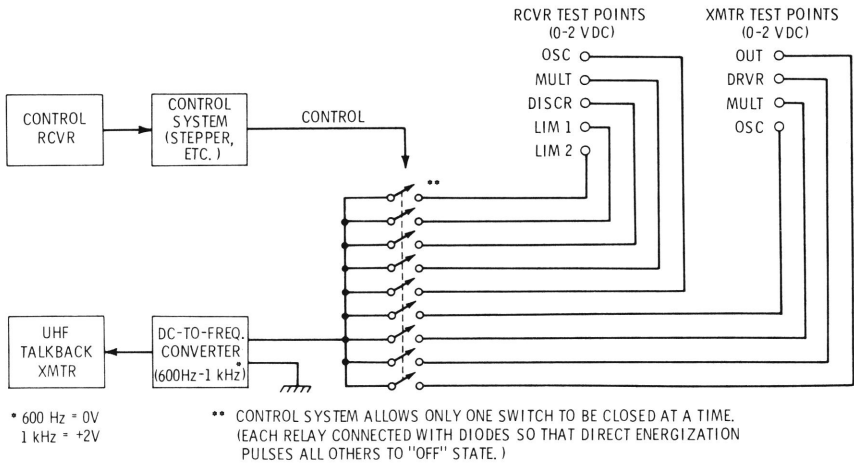 RCVR TEST POINTS
(0-2 VDC)
OSC
MULT
DISCR
LIM 1
LIM 2
XMTR TEST POINTS
(0-2 VDC)
OUT
DRVR
MULT
OSC
CONTROL
RCVR
CONTROL
SYSTEM
(STEPPER,
ETC.)
CONTROL
**
UHF
TALKBACK
XMTR
DC-TO-FREQ.
CONVERTER
(600Hz-1 kHz)*
* 600 Hz = 0V
1 kHz = +2V
** CONTROL SYSTEM ALLOWS ONLY ONE SWITCH TO BE CLOSED AT A TIME.
(EACH RELAY CONNECTED WITH DIODES SO THAT DIRECT ENERGIZATION
PULSES ALL OTHERS TO "OFF" STATE.)